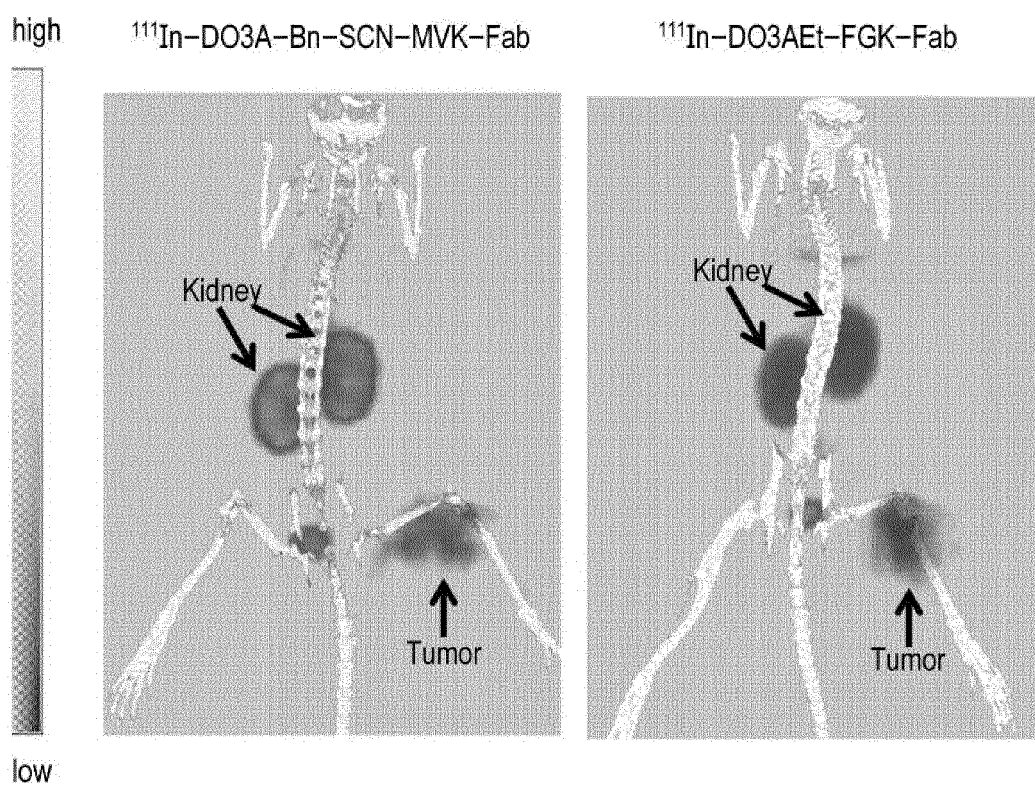 high
¹¹¹In–DO3A–Bn–SCN–MVK–Fab
¹¹¹In–DO3AEt–FGK–Fab
Kidney
Kidney
Tumor
Tumor
low